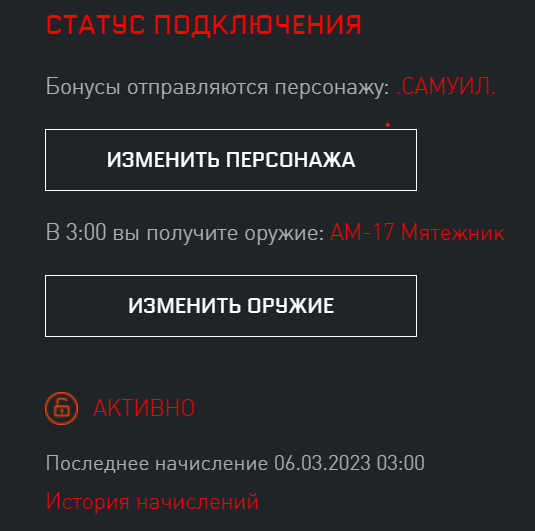 СТАТУС ПОДКЛЮЧЕНИЯ
Бонусы отправляются персонажу: .САМУИЛ.
ИЗМЕНИТЬ ПЕРСОНАЖА
В 3:00 вы получите оружие: АМ-17 Мятежник
ИЗМЕНИТЬ ОРУЖИЕ
АКТИВНО
Последнее начисление 06.03.2023 03:00
История начислений